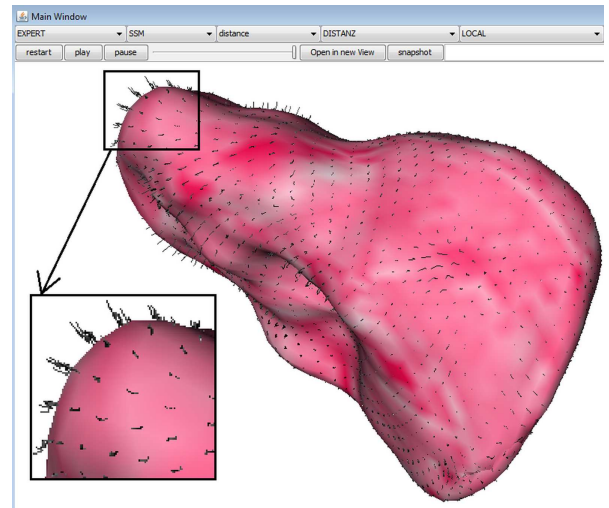 Main Window
EXPERT SSM distance DISTANZ LOCAL
restart play pause Open in new View snapshot